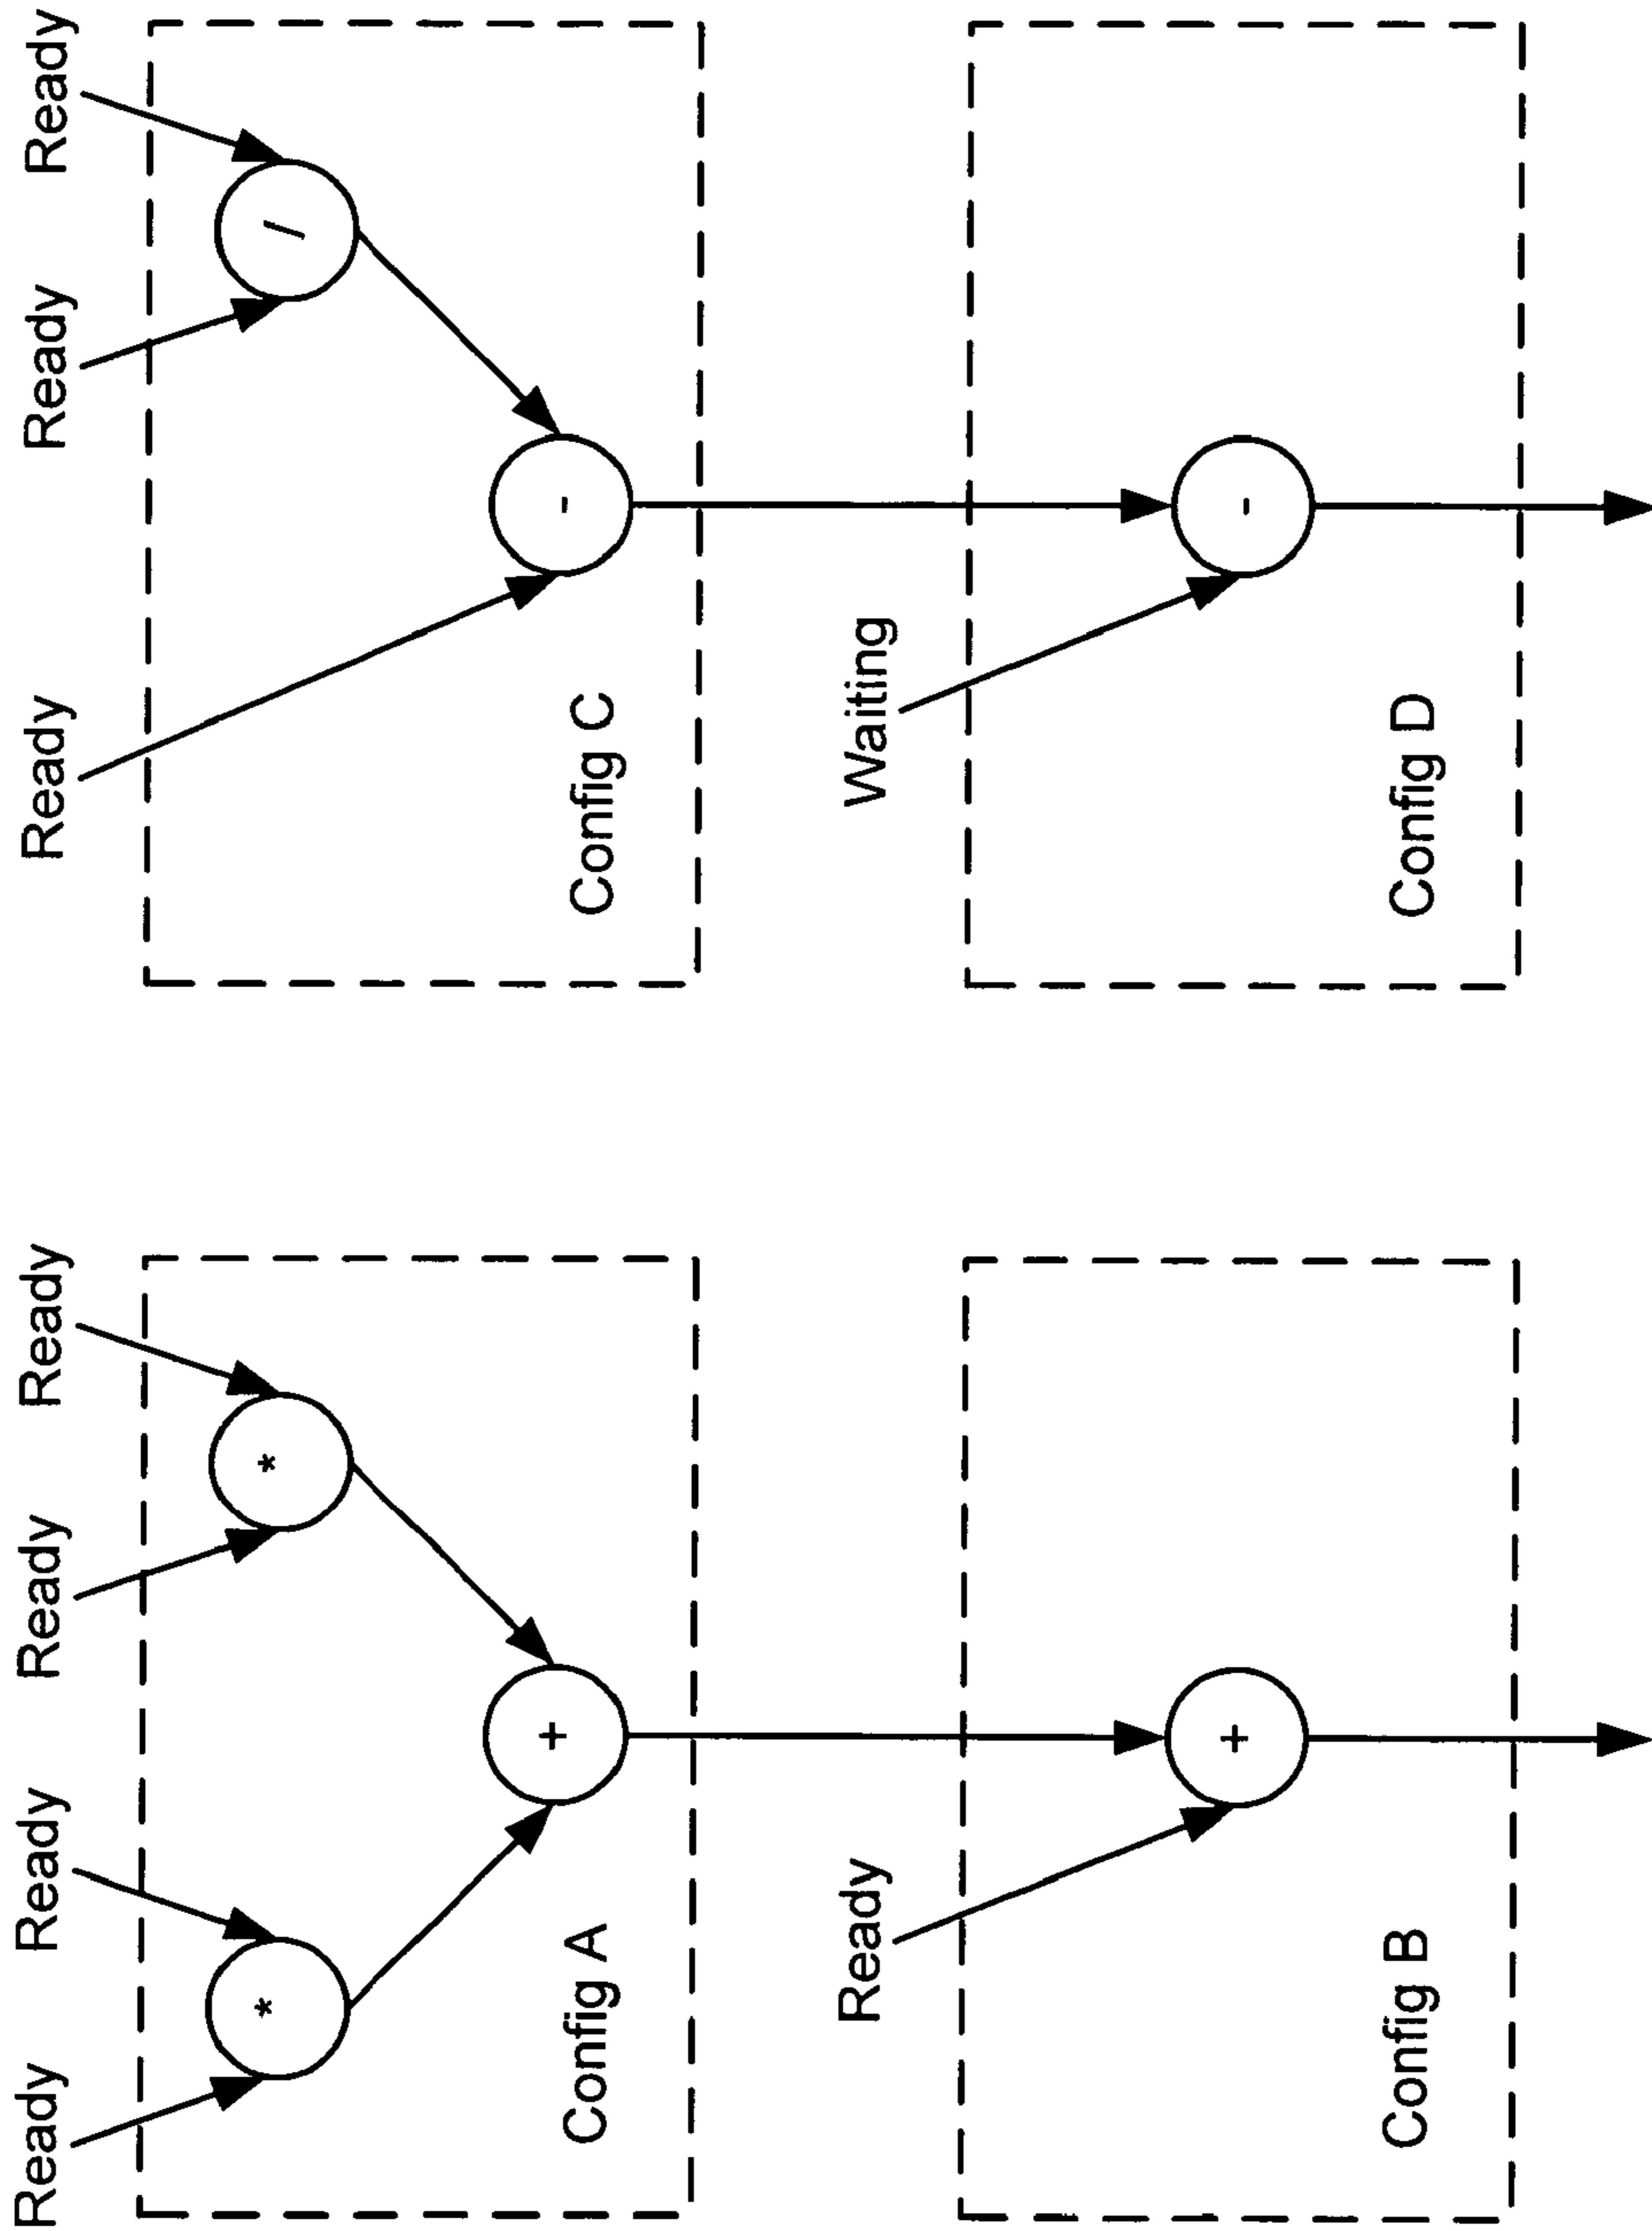 Ready
Ready
Ready
Ready
*
*
+
Config A
Ready
+
Config B
Ready
Ready
Ready
/
-
Config C
Waiting
-
Config D